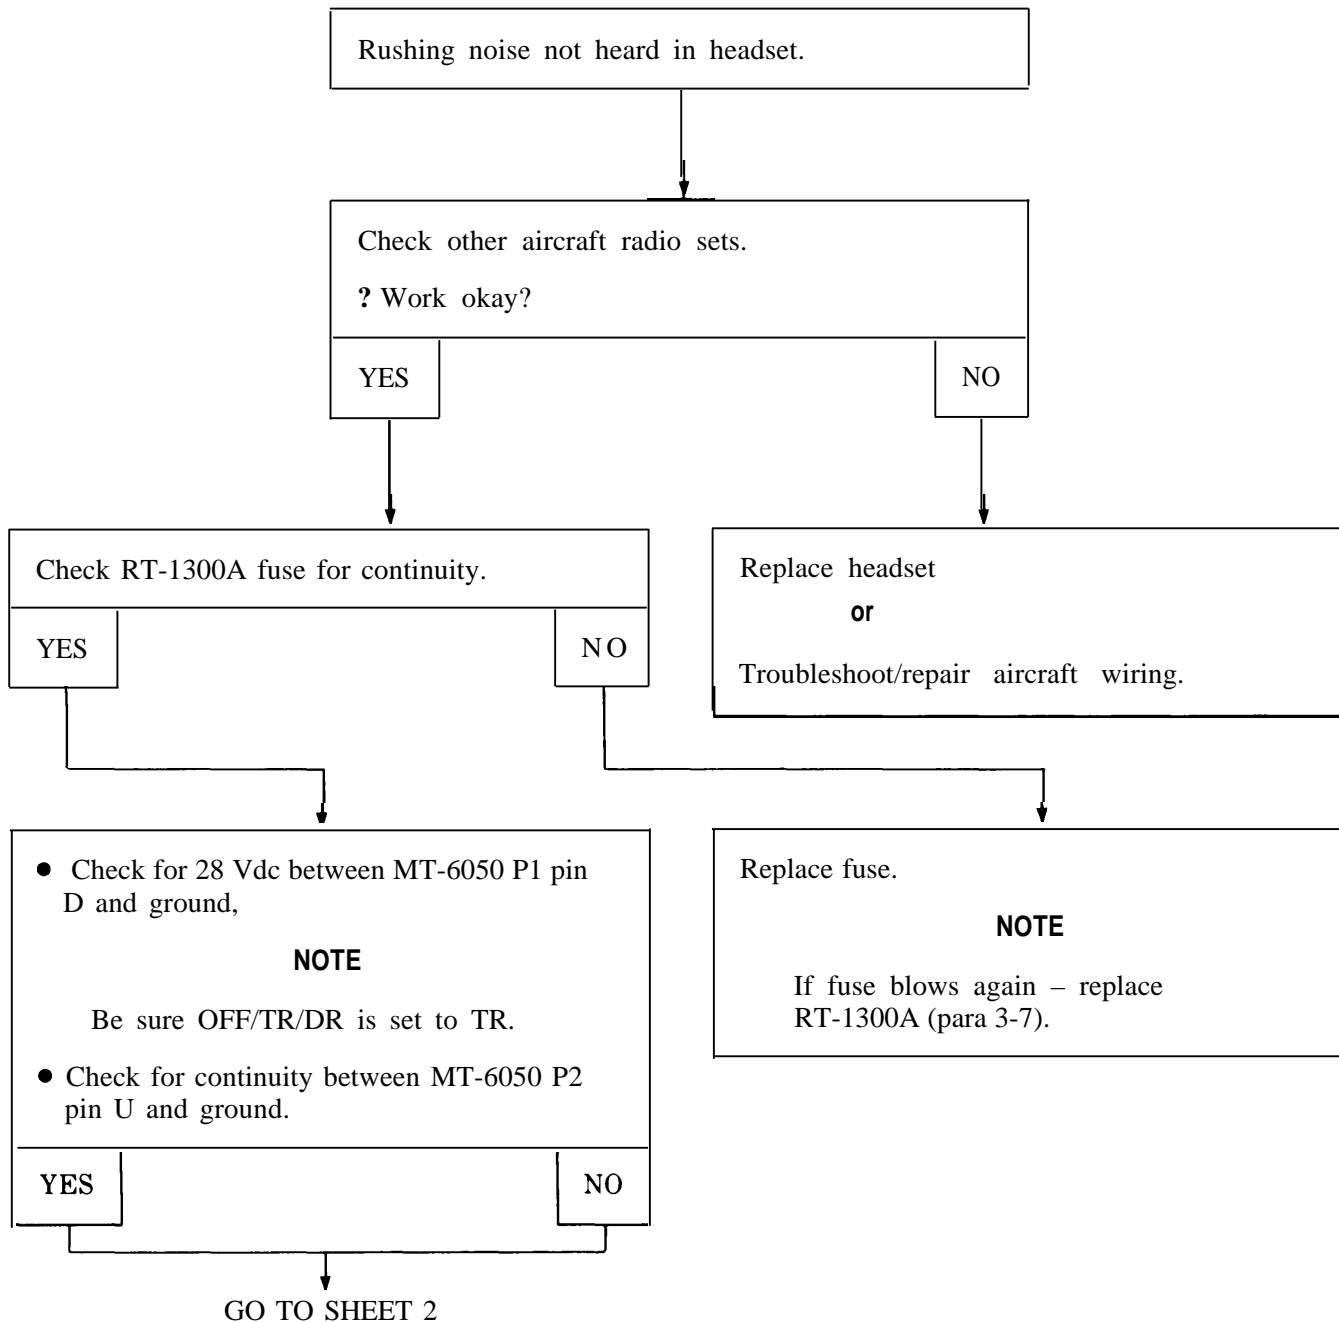 Rushing noise not heard in headset.
Check other aircraft radio sets.
? Work okay?
YES
NO
Check RT-1300A fuse for continuity.
YES
NO
Replace headset
or
Troubleshoot/repair aircraft wiring.
• Check for 28 Vdc between MT-6050 P1 pin
D and ground,
NOTE
Be sure OFF/TR/DR is set to TR.
• Check for continuity between MT-6050 P2
pin U and ground.
YES
NO
Replace fuse.
NOTE
If fuse blows again – replace
RT-1300A (para 3-7).
GO TO SHEET 2